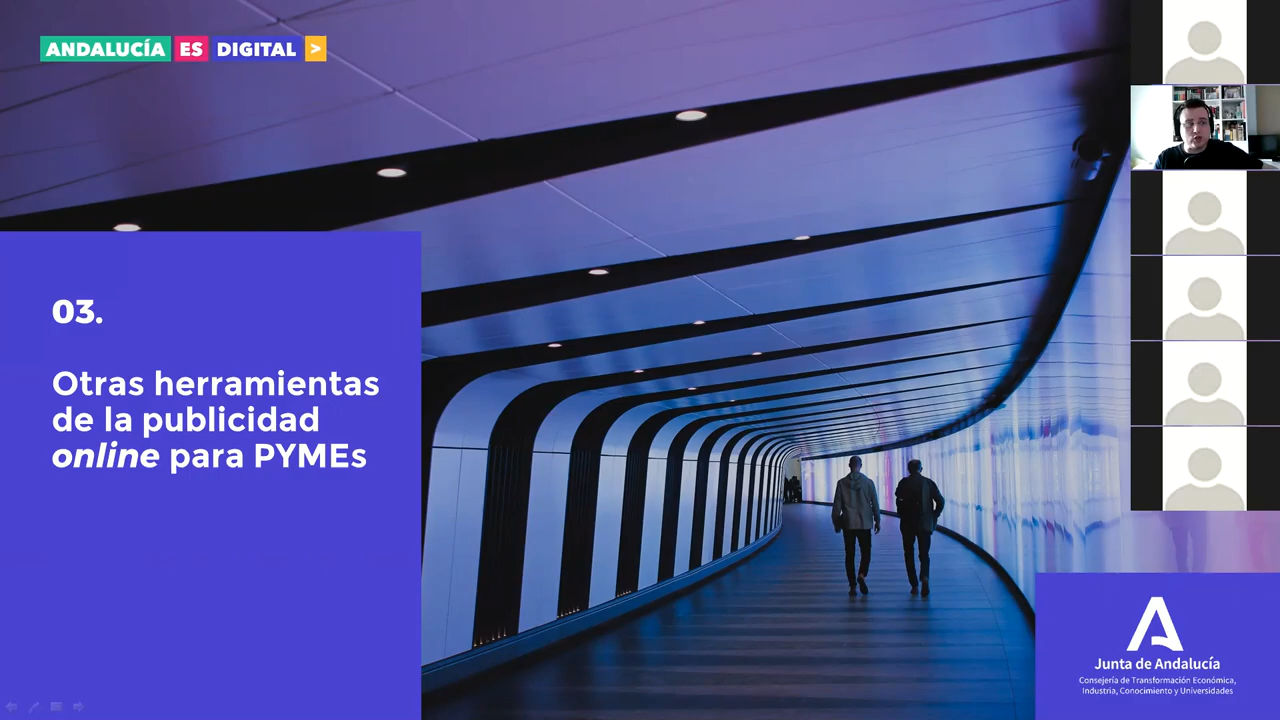 ANDALUCÍA ES DIGITAL >
03.
Otras herramientas
de la publicidad
online para PYMEs
Junta de Andalucía
Consejería de Transformación Económica,
Industria, Conocimiento y Universidades